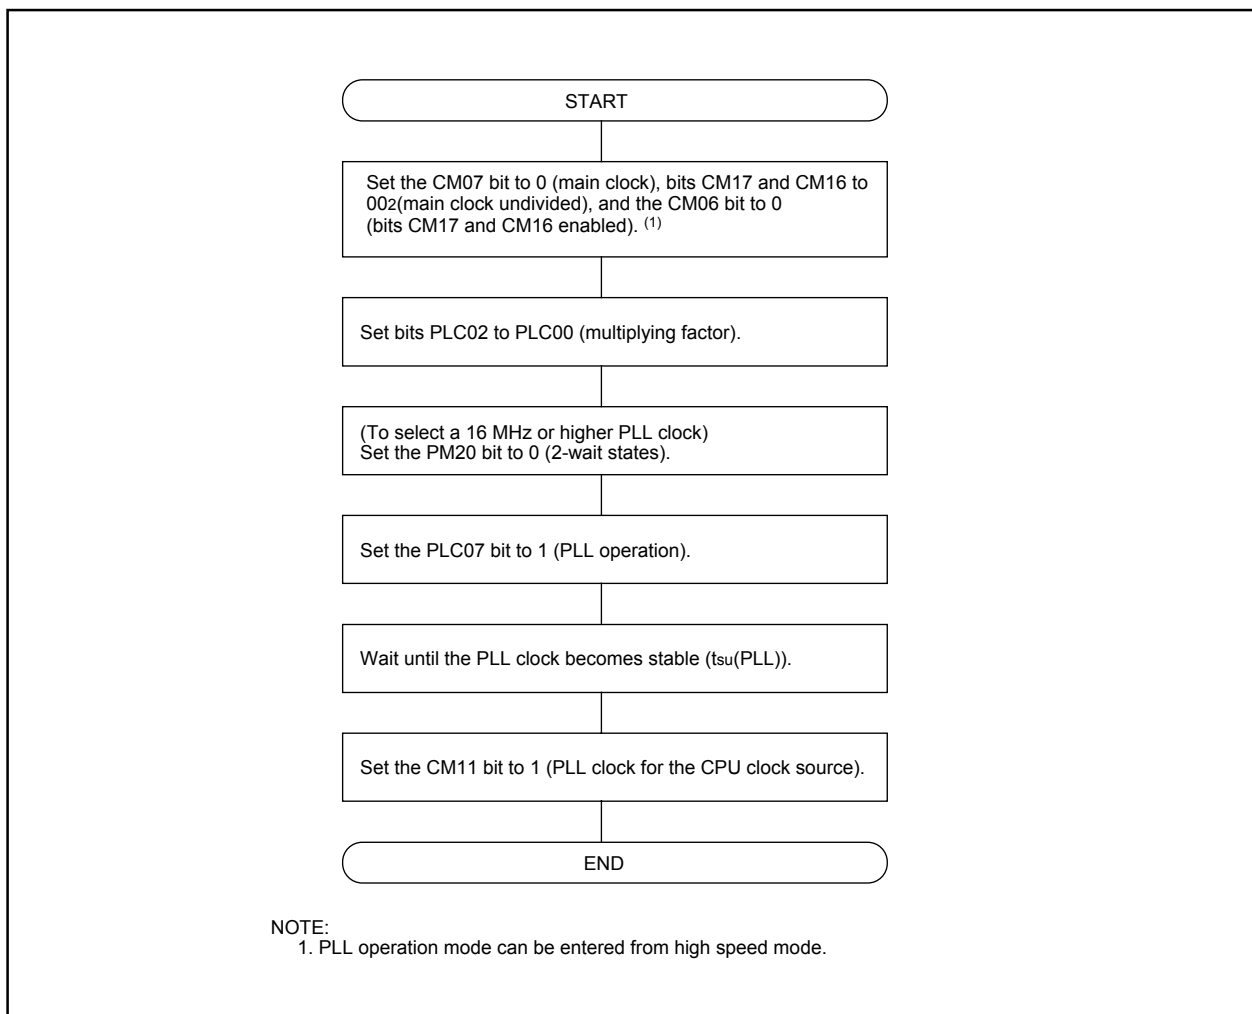 START
Set the CM07 bit to 0 (main clock), bits CM17 and CM16 to
002(main clock undivided), and the CM06 bit to 0
(bits CM17 and CM16 enabled). (1)
Set bits PLC02 to PLC00 (multiplying factor).
(To select a 16 MHz or higher PLL clock)
Set the PM20 bit to 0 (2-wait states).
Set the PLC07 bit to 1 (PLL operation).
Wait until the PLL clock becomes stable (tsu(PLL)).
Set the CM11 bit to 1 (PLL clock for the CPU clock source).
END
NOTE:
1. PLL operation mode can be entered from high speed mode.